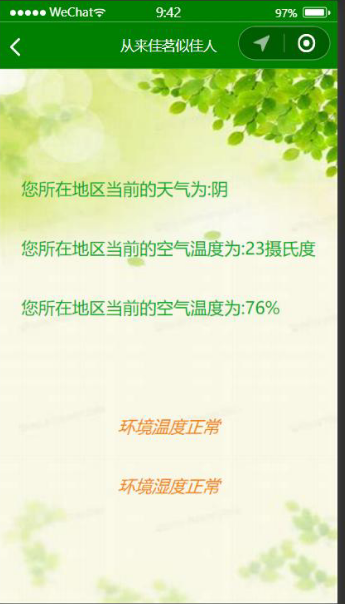 WeChat 9:42 97%
从来佳茗似佳人
您所在地区当前的天气为:阴
您所在地区当前的空气温度为:23摄氏度
您所在地区当前的空气温度为:76%
环境温度正常
环境湿度正常